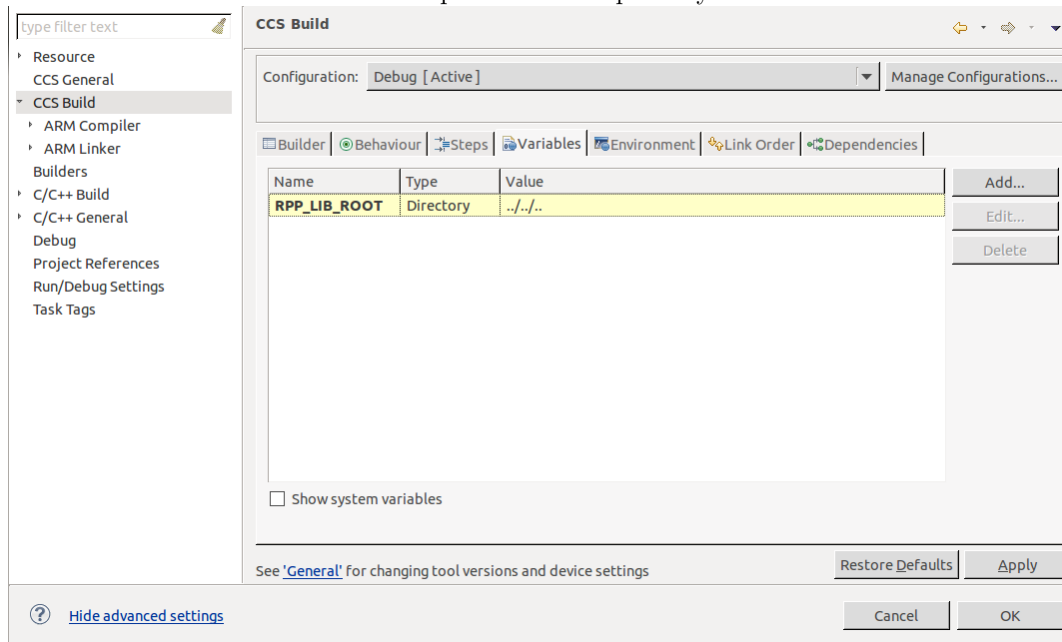 type filter text
CCS Build
Resource
CCS General
CCS Build
ARM Compiler
ARM Linker
Builders
C/C++ Build
C/C++ General
Debug
Project References
Run/Debug Settings
Task Tags
Configuration: Debug [ Active ] Manage Configurations...
Builder Behaviour Steps Variables Environment Link Order Dependencies
Name Type Value
RPP_LIB_ROOT Directory ../../..
Add...
Edit...
Delete
Show system variables
See 'General' for changing tool versions and device settings
Restore Defaults Apply
Hide advanced settings
Cancel OK